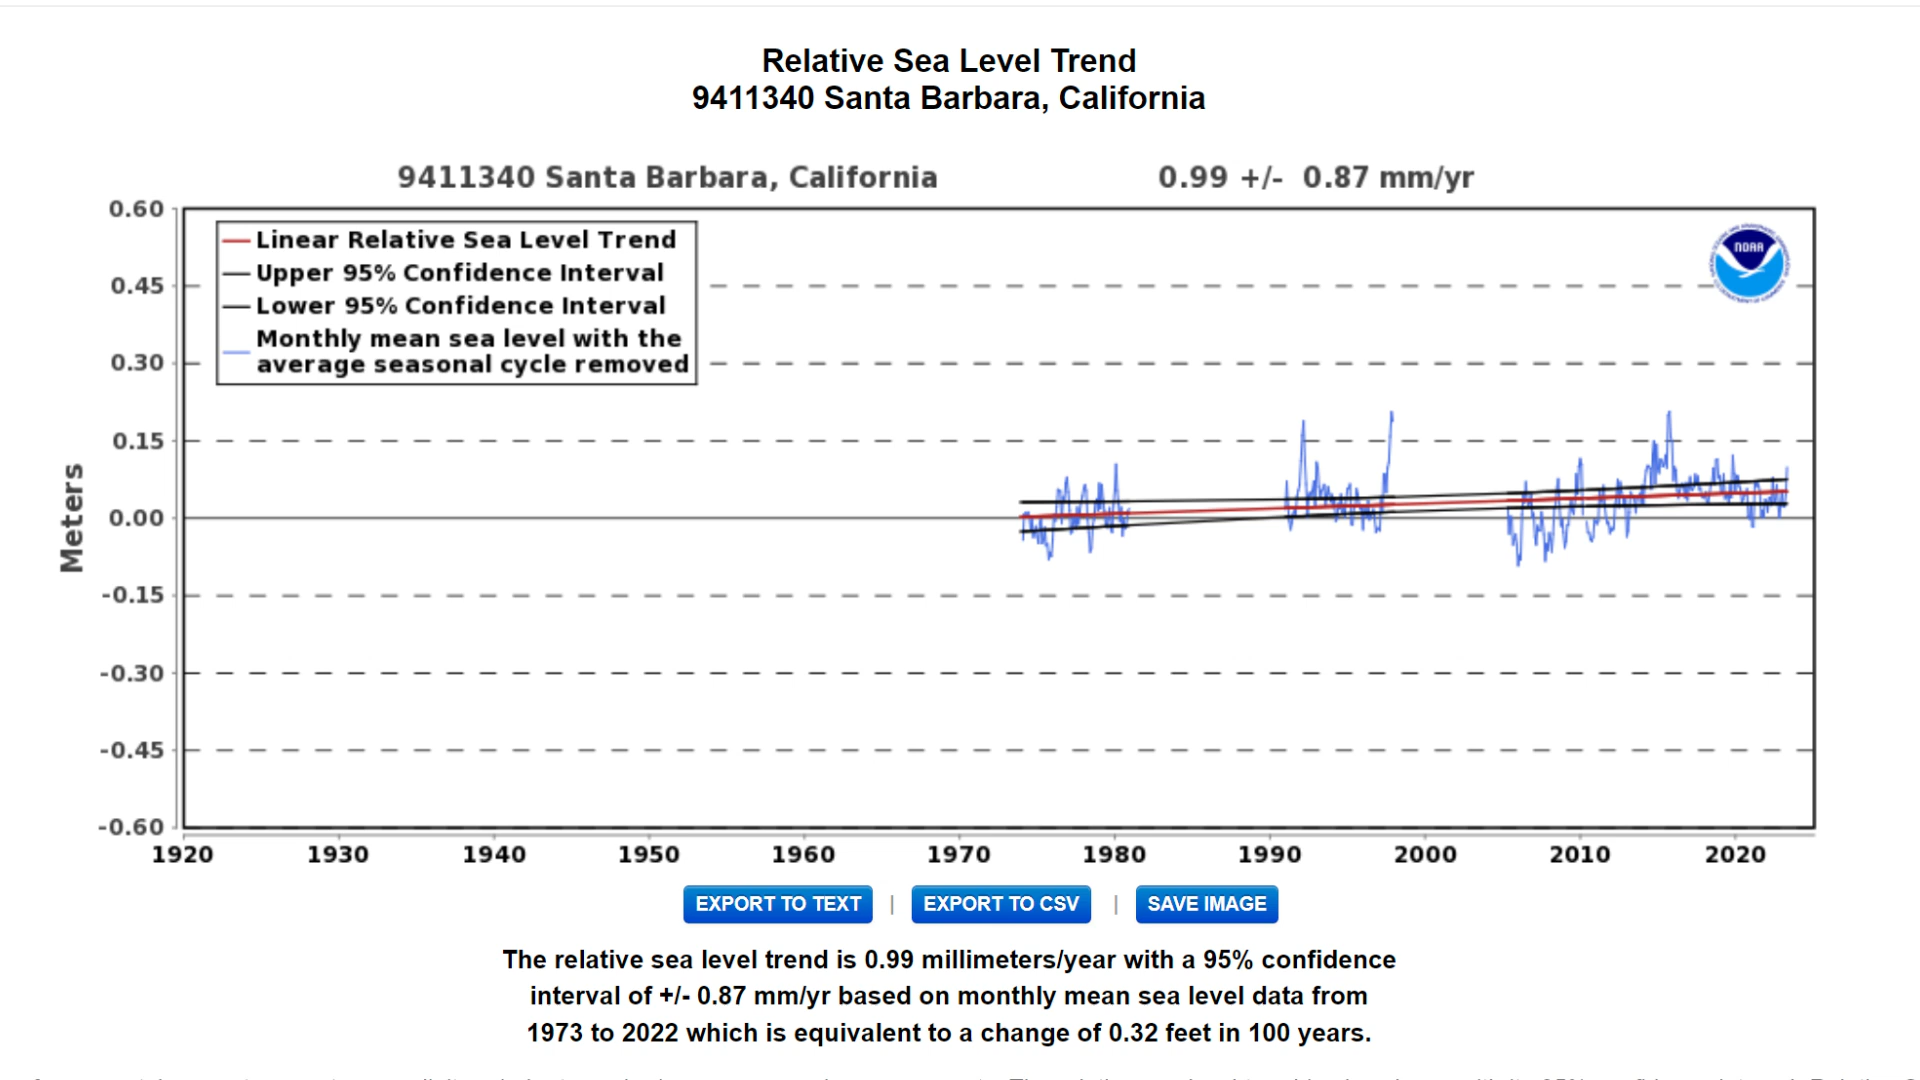 Relative Sea Level Trend
9411340 Santa Barbara, California
9411340 Santa Barbara, California 0.99 +/- 0.87 mm/yr
Linear Relative Sea Level Trend
Upper 95% Confidence Interval
Lower 95% Confidence Interval
Monthly mean sea level with the
average seasonal cycle removed
NOAA
Meters
0.60
0.45
0.30
0.15
0.00
-0.15
-0.30
-0.45
-0.60
1920 1930 1940 1950 1960 1970 1980 1990 2000 2010 2020
EXPORT TO TEXT | EXPORT TO CSV | SAVE IMAGE
The relative sea level trend is 0.99 millimeters/year with a 95% confidence
interval of +/- 0.87 mm/yr based on monthly mean sea level data from
1973 to 2022 which is equivalent to a change of 0.32 feet in 100 years.